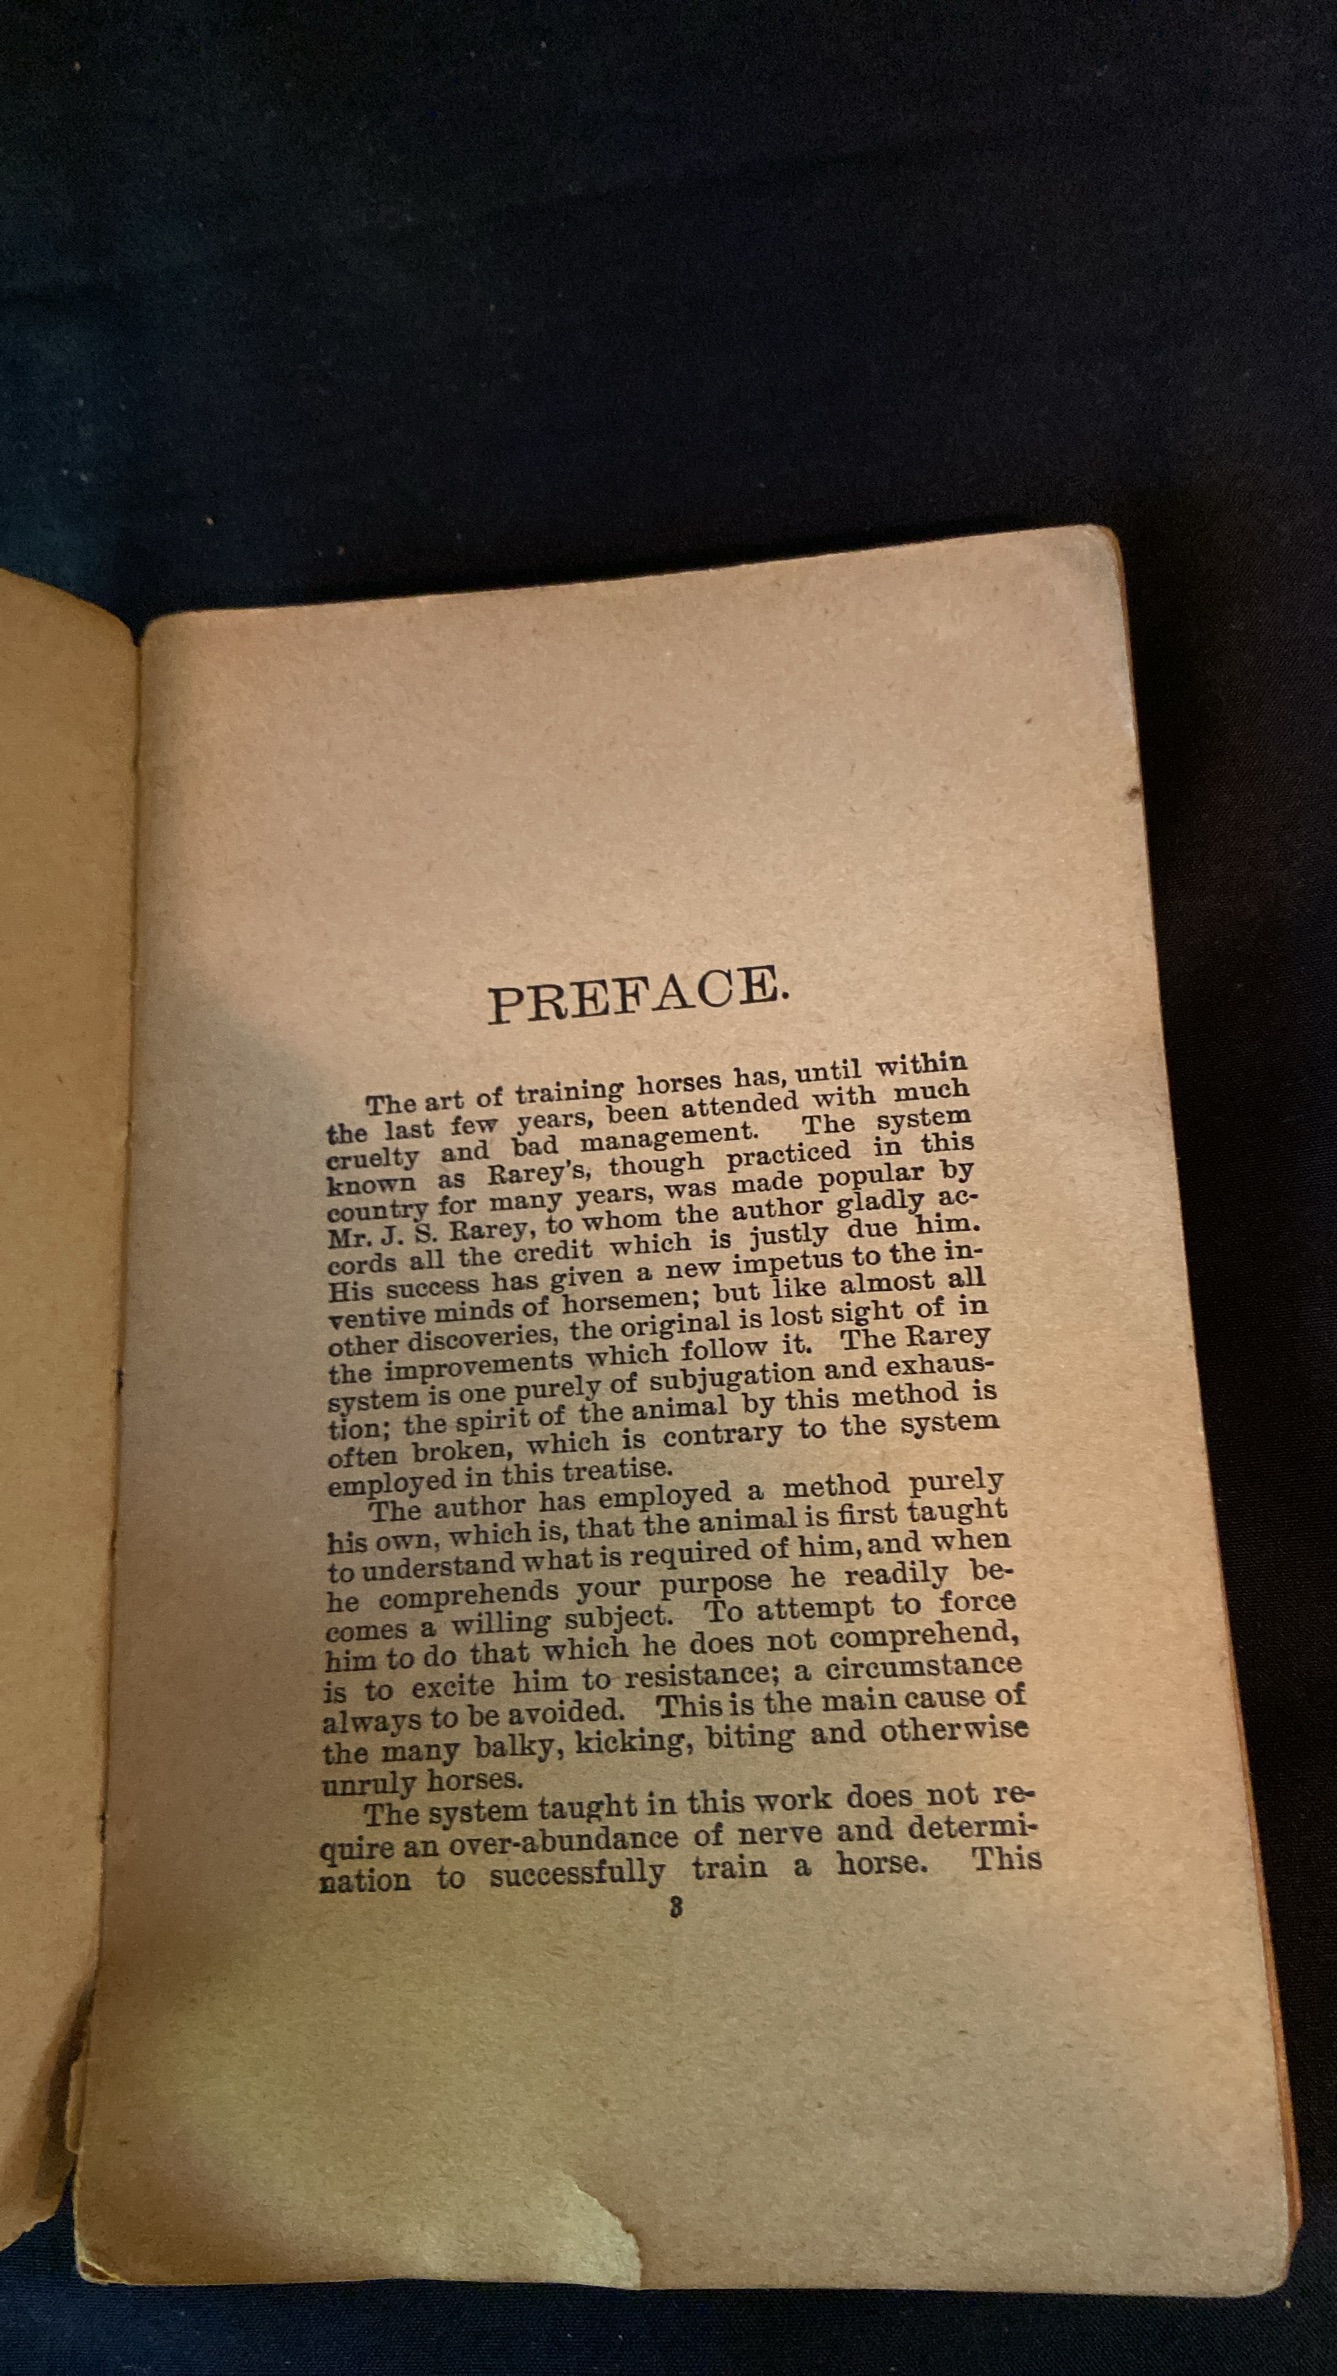 PREFACE.
The art of training horses has, until within
the last few years, been attended with much
cruelty and bad management. The system
known as Rarey's, though practiced in this
country for many years, was made popular by
Mr. J. S. Rarey, to whom the author gladly ac-
cords all the credit which is justly due him.
His success has given a new impetus to the in-
ventive minds of horsemen; but like almost all
other discoveries, the original is lost sight of in
the improvements which follow it. The Rarey
system is one purely of subjugation and exhaus-
tion; the spirit of the animal by this method is
often broken, which is contrary to the system
employed in this treatise.
The author has employed a method purely
his own, which is, that the animal is first taught
to understand what is required of him, and when
he comprehends your purpose he readily be-
comes a willing subject. To attempt to force
him to do that which he does not comprehend,
is to excite him to resistance; a circumstance
always to be avoided. This is the main cause of
the many balky, kicking, biting and otherwise
unruly horses.
The system taught in this work does not re-
quire an over-abundance of nerve and determi-
nation to successfully train a horse. This
3